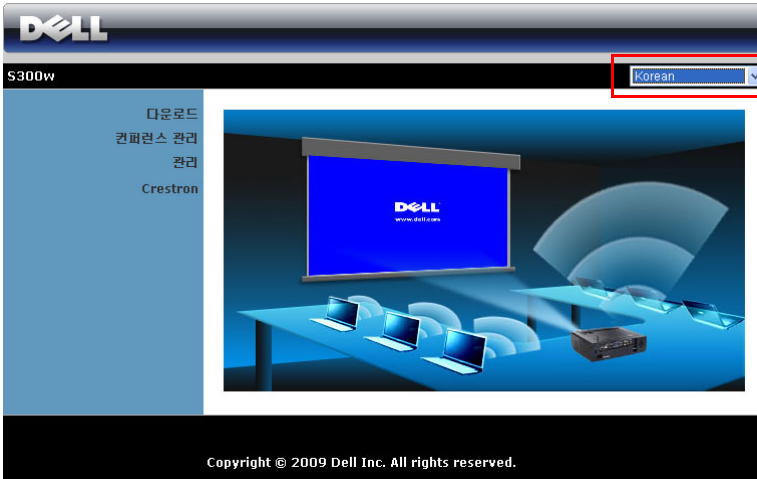 DELL
S300w
Korean
다운로드
컨퍼런스 관리
관리
Crestron
DELL
www.dell.com
Copyright © 2009 Dell Inc. All rights reserved.